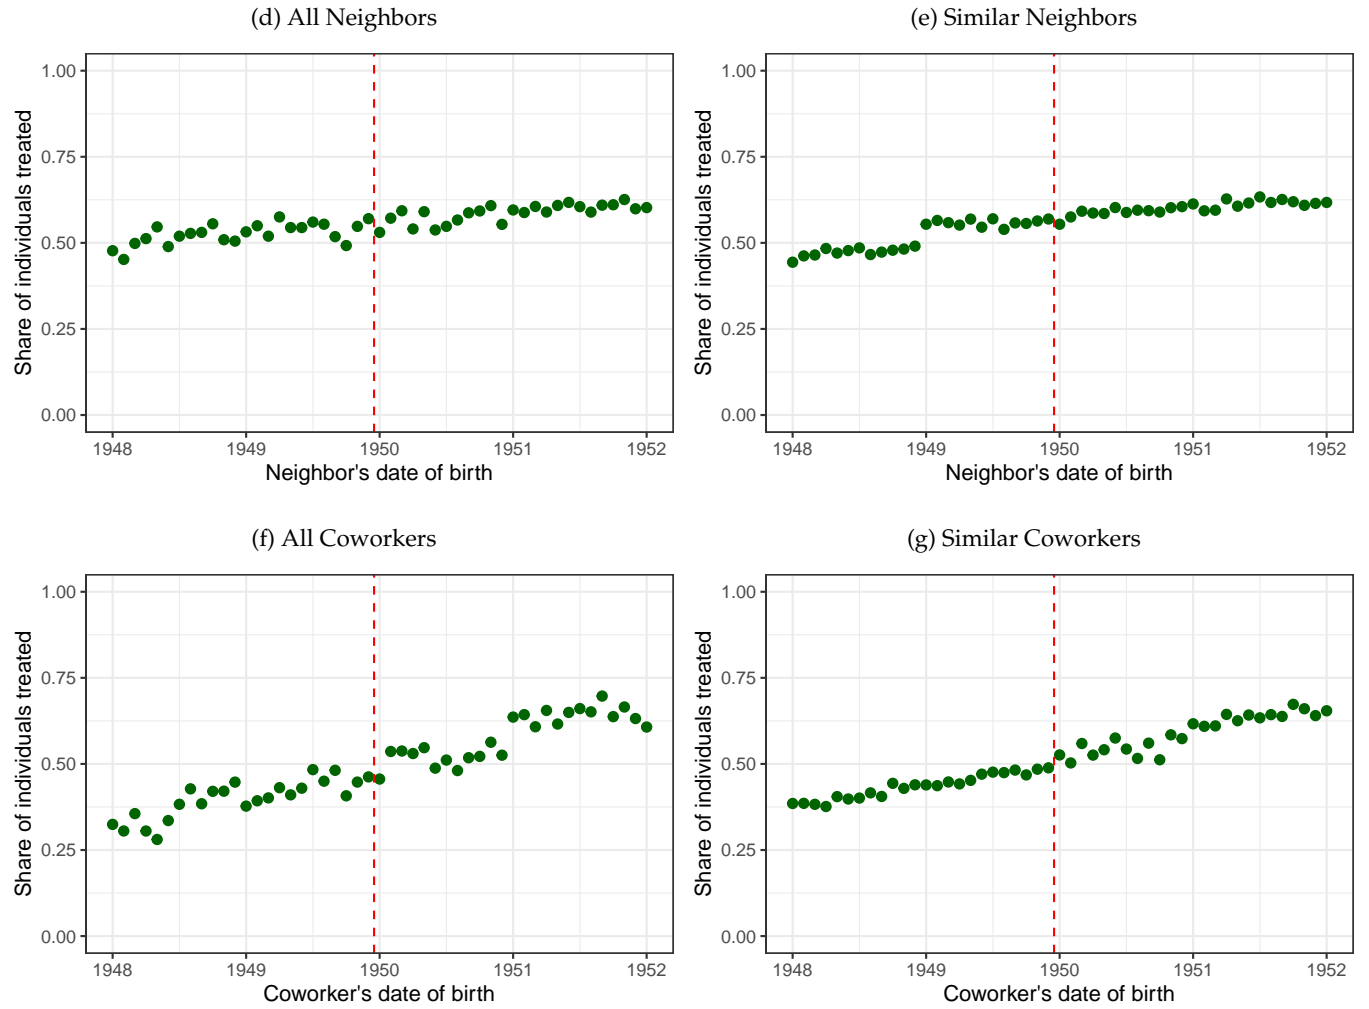 (d) All Neighbors
Share of individuals treated
1.00
0.75
0.50
0.25
0.00
1948 1949 1950 1951 1952
Neighbor's date of birth
(e) Similar Neighbors
Share of individuals treated
1.00
0.75
0.50
0.25
0.00
1948 1949 1950 1951 1952
Neighbor's date of birth
(f) All Coworkers
Share of individuals treated
1.00
0.75
0.50
0.25
0.00
1948 1949 1950 1951 1952
Coworker's date of birth
(g) Similar Coworkers
Share of individuals treated
1.00
0.75
0.50
0.25
0.00
1948 1949 1950 1951 1952
Coworker's date of birth